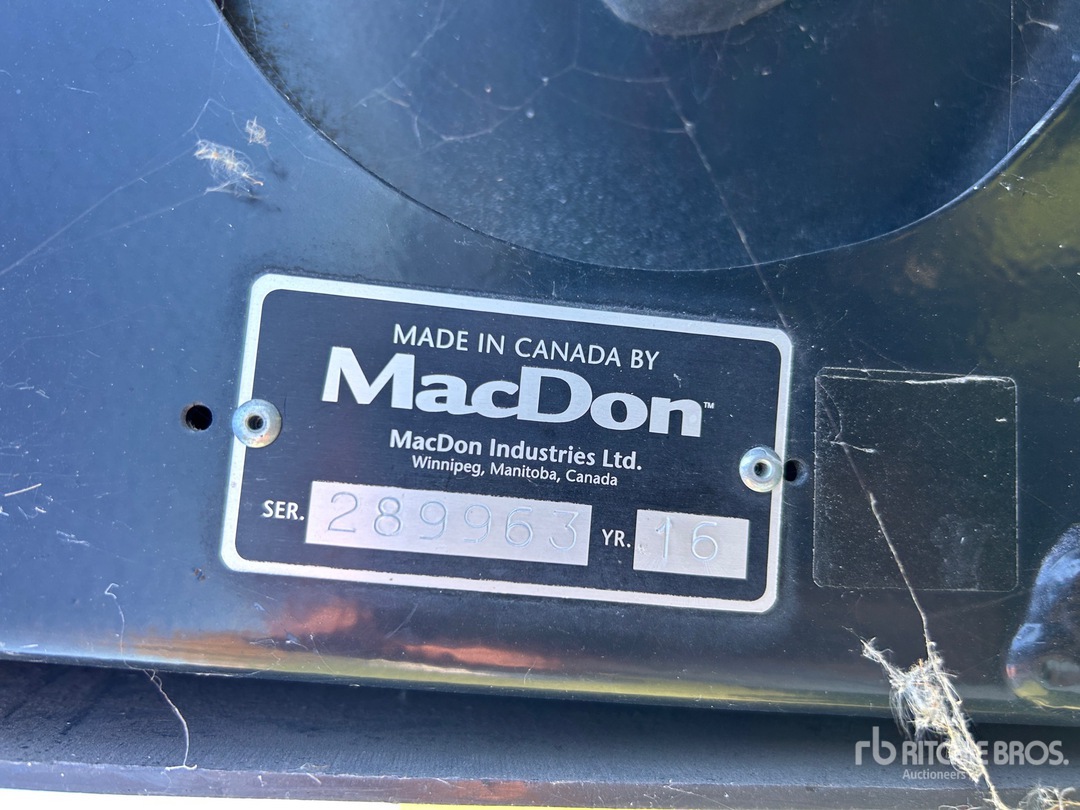 MADE IN CANADA BY
MacDon™
MacDon Industries Ltd.
Winnipeg, Manitoba, Canada
SER. 289963 YR. 16
rb RITCHIE BROS.
Auctioneers